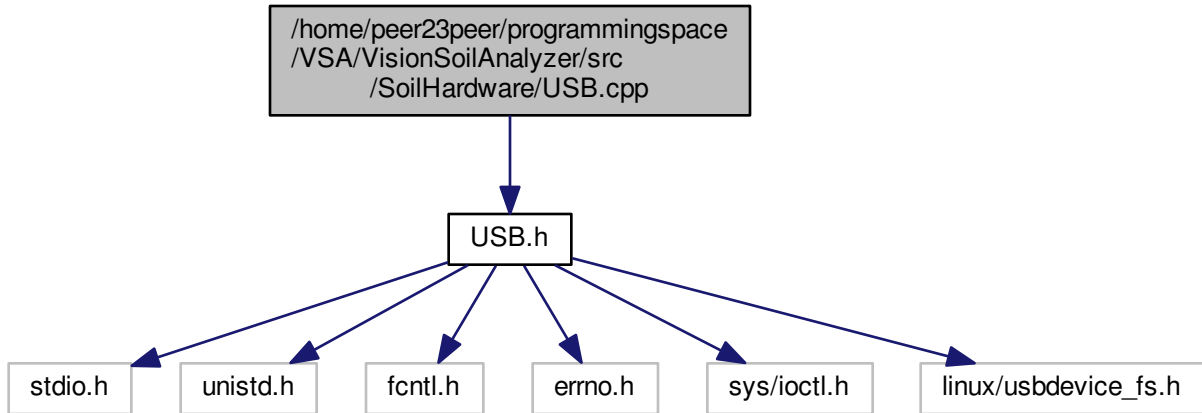 /home/peer23peer/programmingspace
/VSA/VisionSoilAnalyzer/src
/SoilHardware/USB.cpp
USB.h
stdio.h
unistd.h
fcntl.h
errno.h
sys/ioctl.h
linux/usbdevice_fs.h